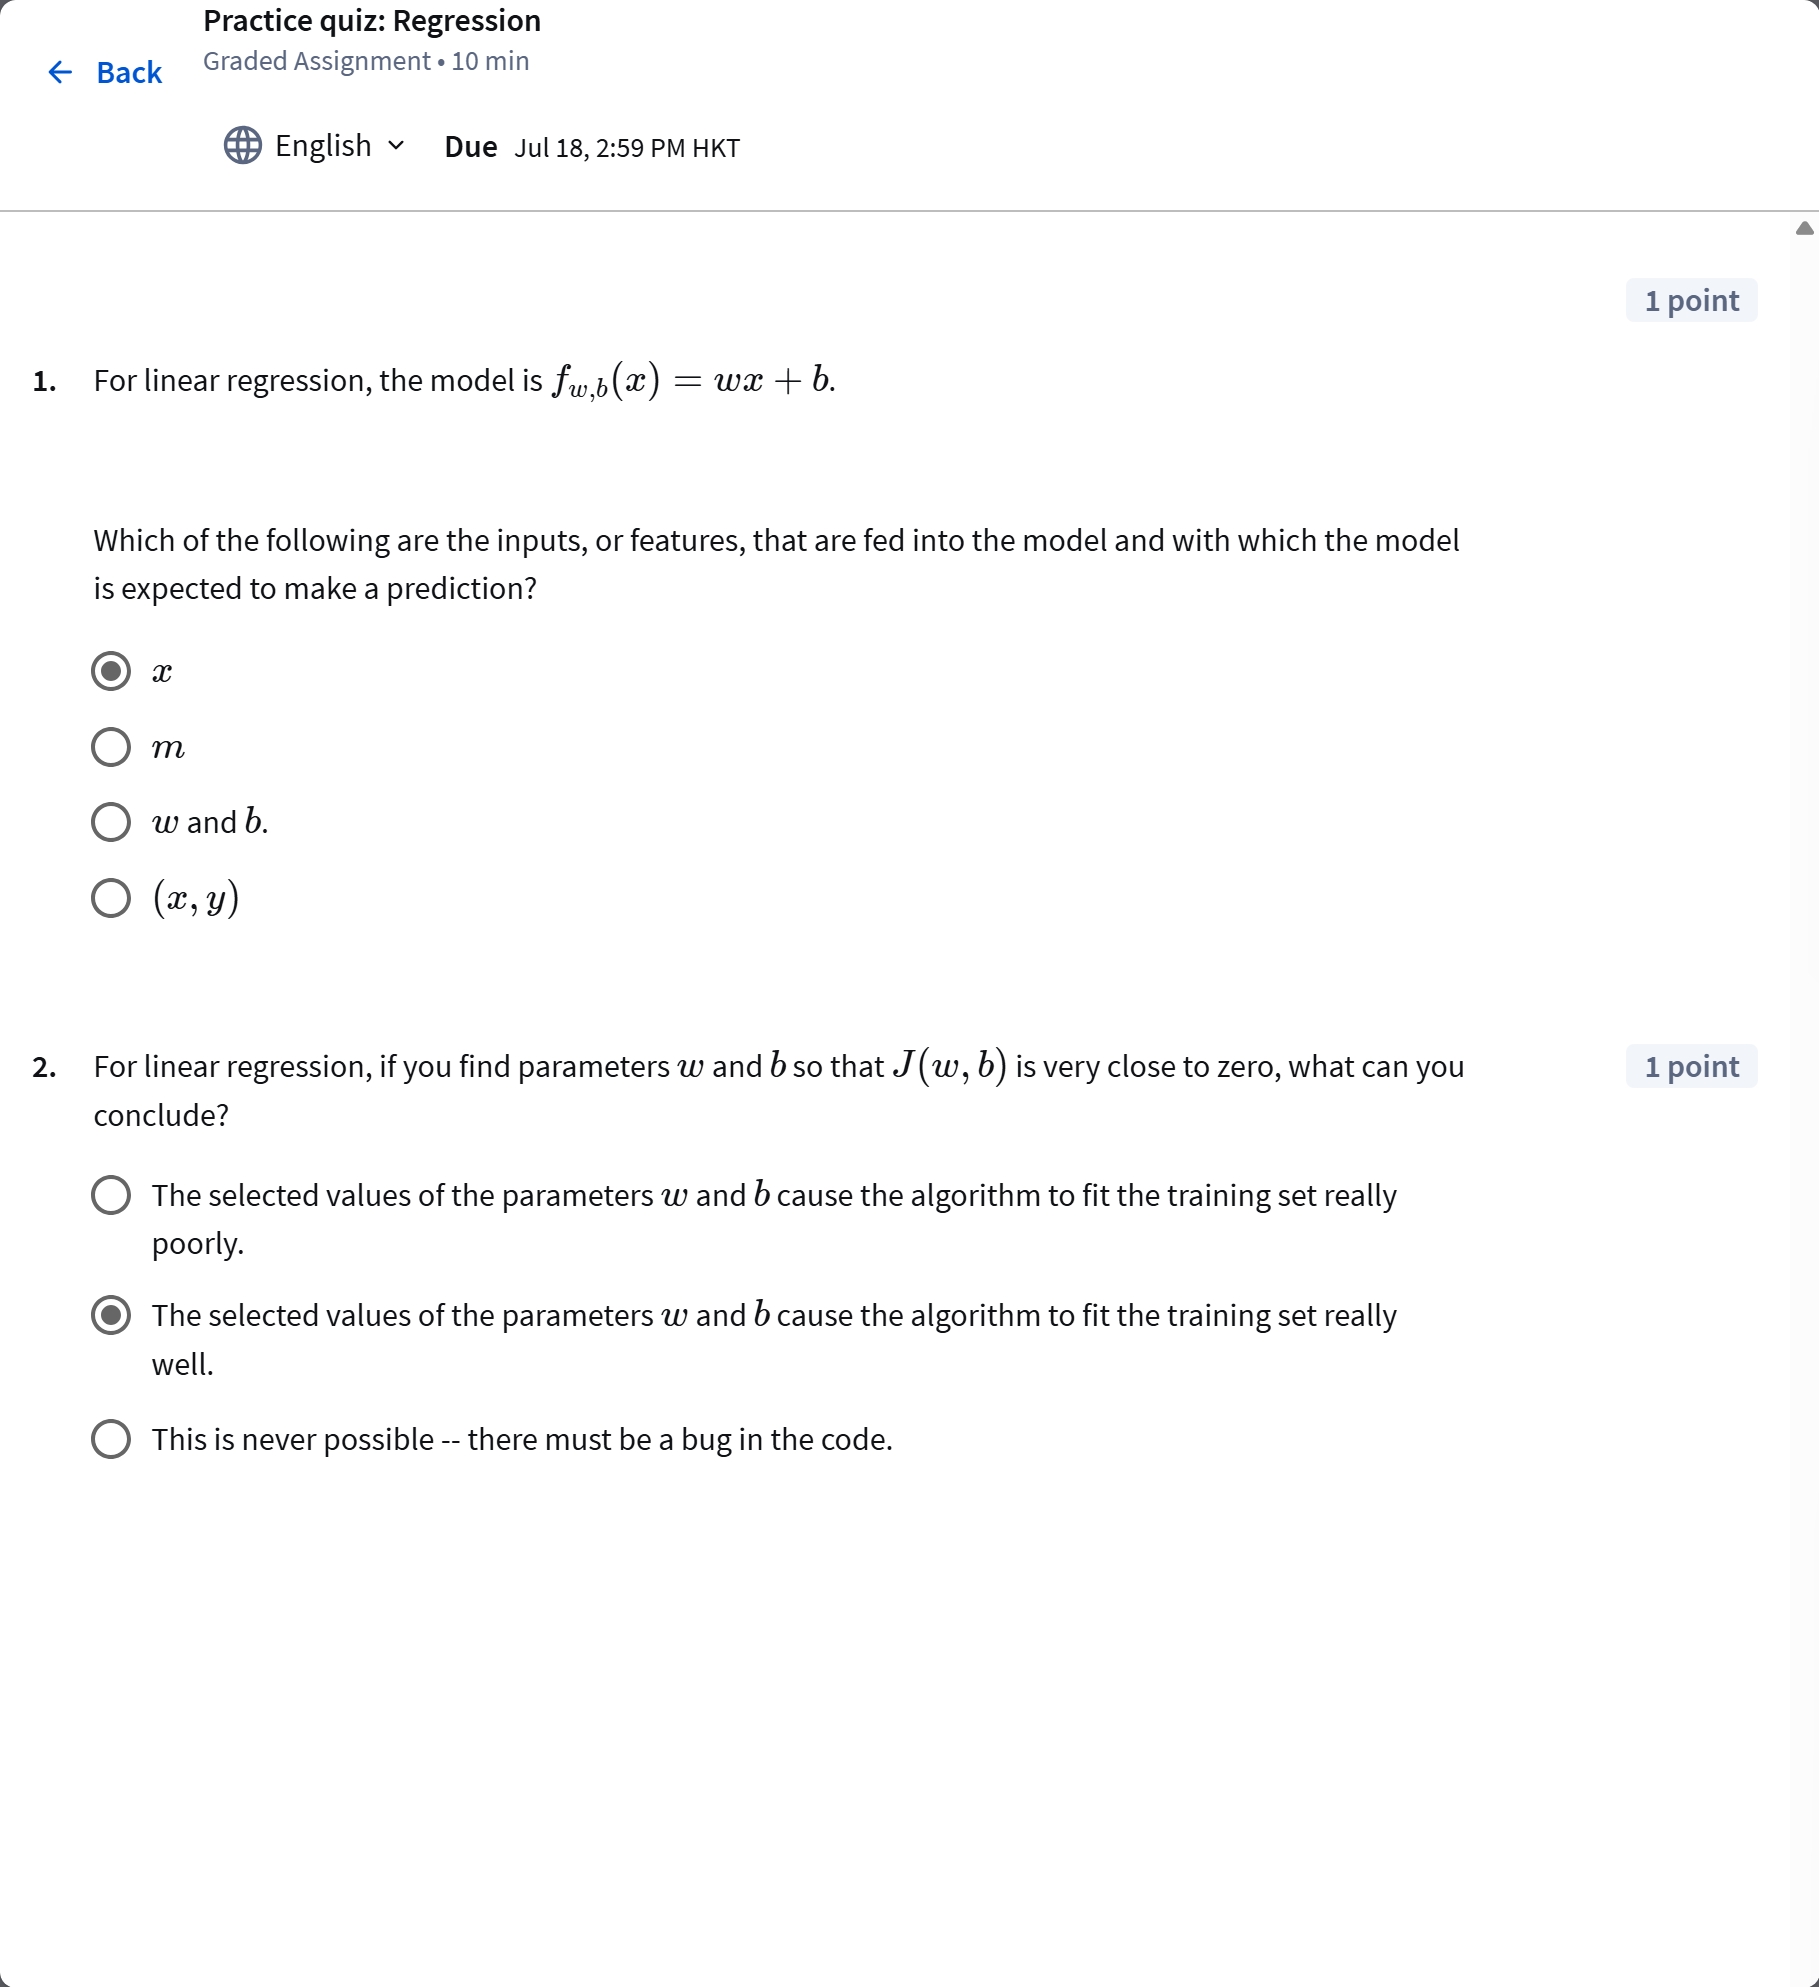 Practice quiz: Regression
Graded Assignment • 10 min
Back
English
Due Jul 18, 2:59 PM HKT
1 point
1. For linear regression, the model is f_{w,b}(x) = wx + b.
Which of the following are the inputs, or features, that are fed into the model and with which the model
is expected to make a prediction?
x
m
w and b.
(x, y)
2. For linear regression, if you find parameters w and b so that J(w, b) is very close to zero, what can you
conclude?
1 point
The selected values of the parameters w and b cause the algorithm to fit the training set really
poorly.
The selected values of the parameters w and b cause the algorithm to fit the training set really
well.
This is never possible -- there must be a bug in the code.